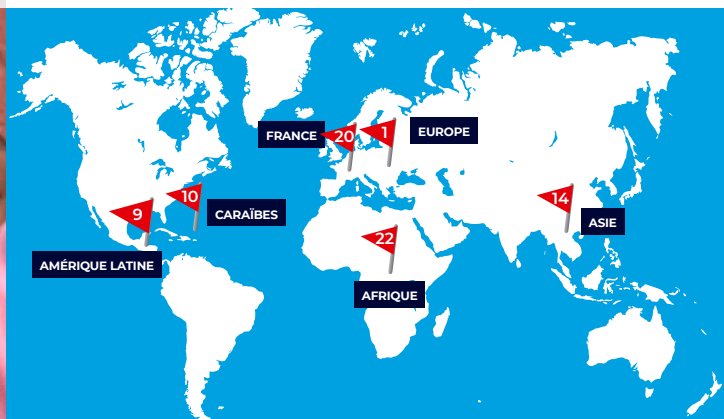 FRANCE
20
1
EUROPE
9
10
CARAÏBES
14
ASIE
AMÉRIQUE LATINE
22
AFRIQUE